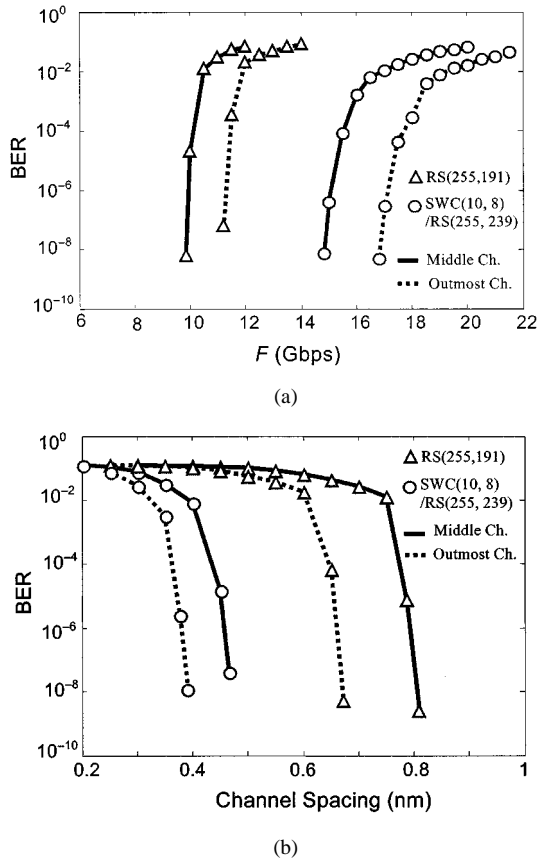 10^0
10^-2
10^-4
10^-6
10^-8
10^-10
BER
RS(255,191)
SWC(10, 8)
/RS(255, 239)
Middle Ch.
Outmost Ch.
6 8 10 12 14 16 18 20 22
F (Gbps)
(a)
10^0
10^-2
10^-4
10^-6
10^-8
10^-10
BER
RS(255,191)
SWC(10, 8)
/RS(255, 239)
Middle Ch.
Outmost Ch.
0.2 0.4 0.6 0.8 1
Channel Spacing (nm)
(b)